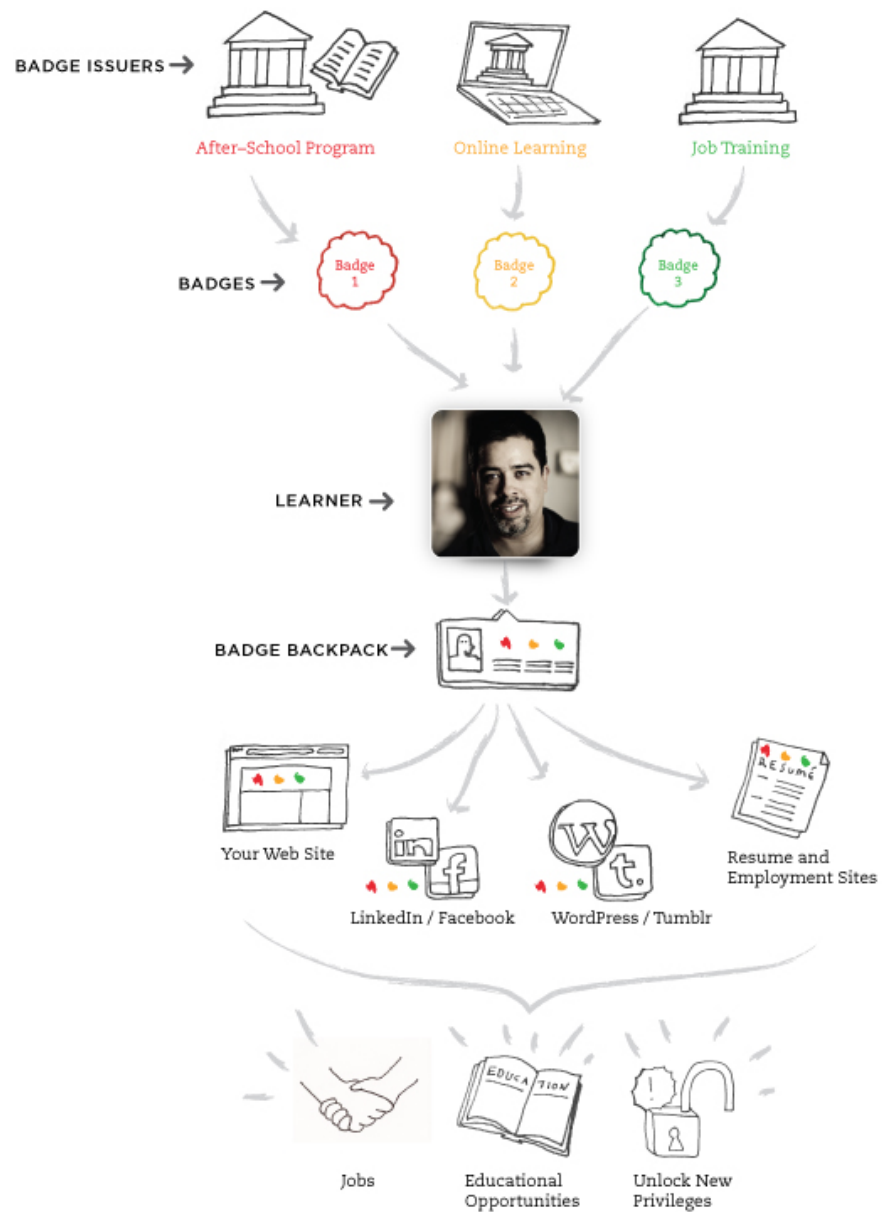 BADGE ISSUERS
After-School Program
Online Learning
Job Training
BADGES
Badge
1
Badge
2
Badge
3
LEARNER
BADGE BACKPACK
Your Web Site
in
f
LinkedIn / Facebook
W
t.
WordPress / Tumblr
RESUMÉ
Resume and
Employment Sites
EDUCATION
!
Jobs
Educational
Opportunities
Unlock New
Privileges